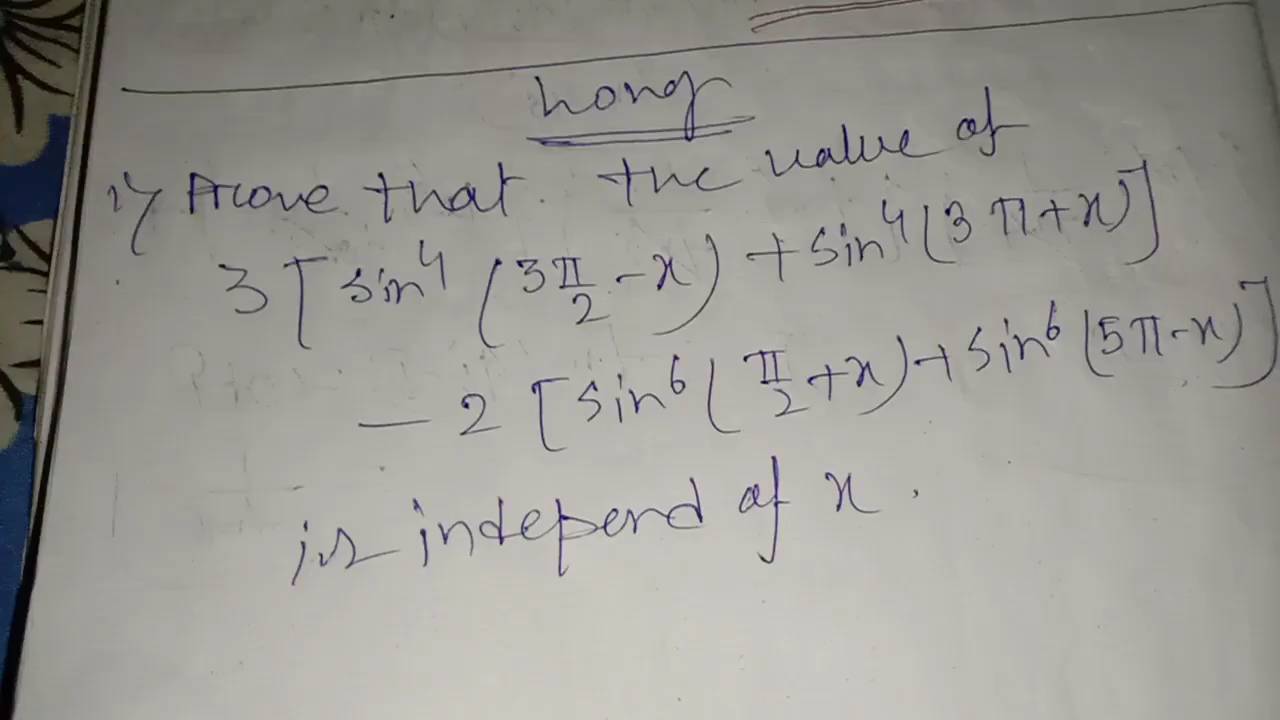 Long
1) Prove that the value of
3 [ sin⁴ (3π/2 - x) + sin⁴ (3π + x) ]
- 2 [ sin⁶ ( π/2 + x) + sin⁶ (5π - x) ]
is independ of x.